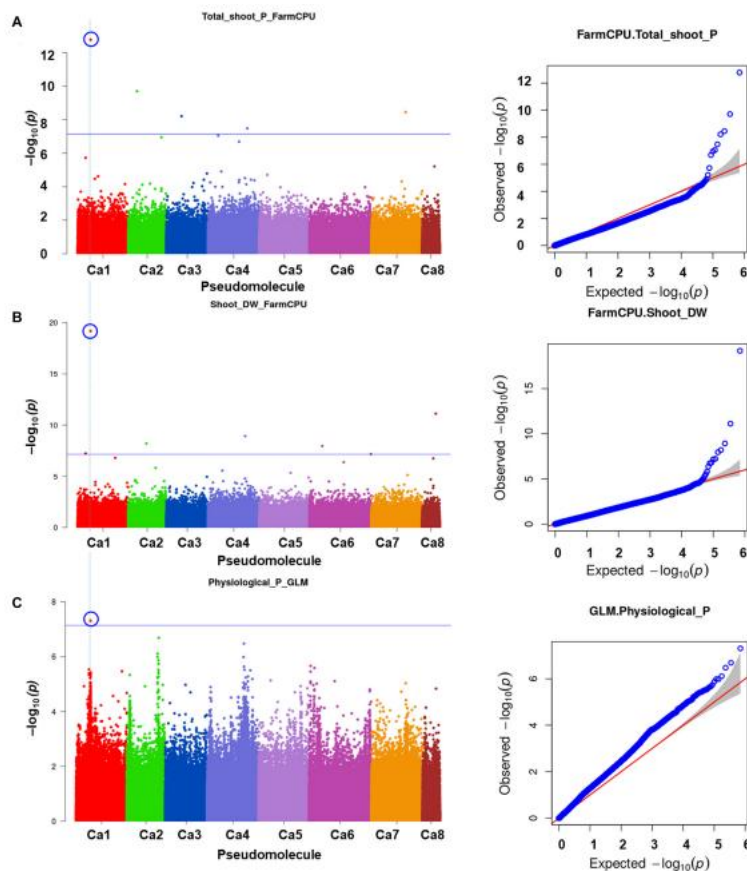 A
Total_shoot_P_FarmCPU
12
10
8
6
4
2
0
−log₁₀(p)
Ca1 Ca2 Ca3 Ca4 Ca5 Ca6 Ca7 Ca8
Pseudomolecule
FarmCPU.Total_shoot_P
12
10
8
6
4
2
0
Observed −log₁₀(p)
0 1 2 3 4 5 6
Expected −log₁₀(p)
B
Shoot_DW_FarmCPU
20
15
10
5
0
−log₁₀(p)
Ca1 Ca2 Ca3 Ca4 Ca5 Ca6 Ca7 Ca8
Pseudomolecule
FarmCPU.Shoot_DW
15
10
5
0
Observed −log₁₀(p)
0 1 2 3 4 5 6
Expected −log₁₀(p)
C
Physiological_P_GLM
8
6
5
4
3
2
0
−log₁₀(p)
Ca1 Ca2 Ca3 Ca4 Ca5 Ca6 Ca7 Ca8
Pseudomolecule
GLM.Physiological_P
6
4
2
0
Observed −log₁₀(p)
0 1 2 3 4 5 6
Expected −log₁₀(p)